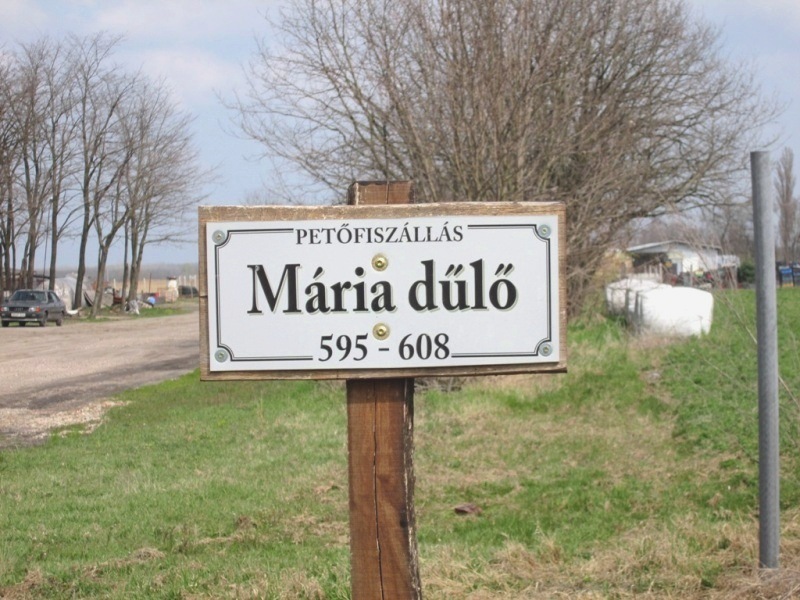 PETŐFISZÁLLÁS
Mária dűlő
595 - 608